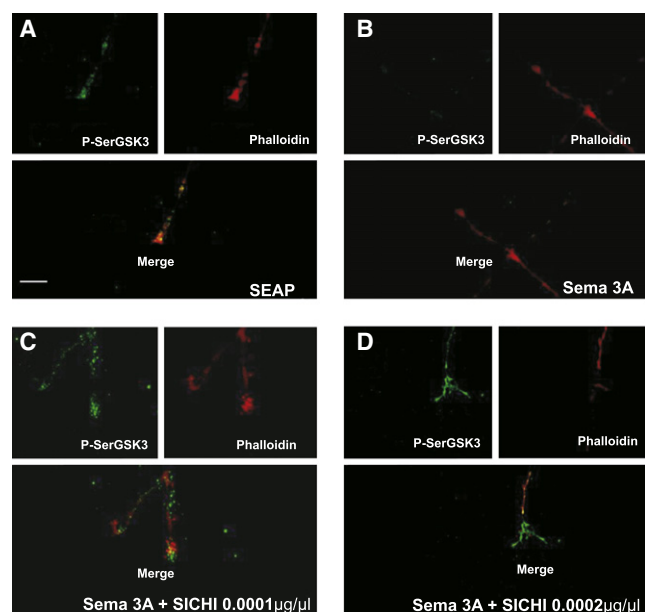 A
P-SerGSK3
Phalloidin
Merge
SEAP
B
P-SerGSK3
Phalloidin
Merge
Sema 3A
C
P-SerGSK3
Phalloidin
Merge
Sema 3A + SICHI 0.0001µg/µl
D
P-SerGSK3
Phalloidin
Merge
Sema 3A + SICHI 0.0002µg/µl